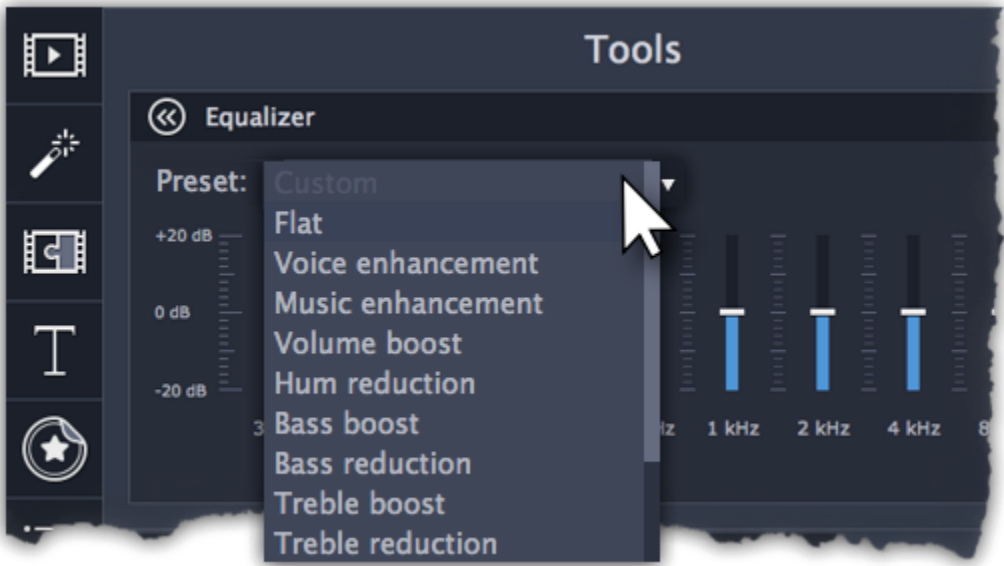 Tools
Equalizer
Preset: Custom
Flat
Voice enhancement
Music enhancement
Volume boost
Hum reduction
Bass boost
Bass reduction
Treble boost
Treble reduction
+20 dB
0 dB
-20 dB
1 kHz
2 kHz
4 kHz